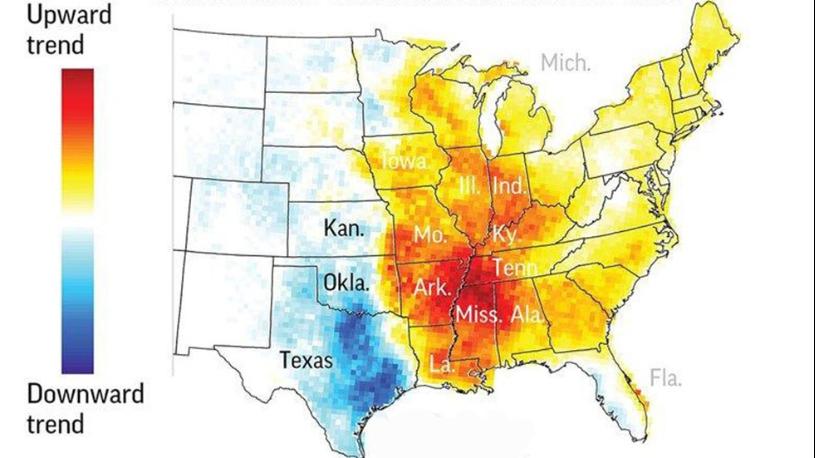 Upward
trend
Mich.
Iowa
Ill.
Ind.
Kan.
Mo.
Ky.
Okla.
Ark.
Tenn.
Miss.
Ala.
Texas
La.
Fla.
Downward
trend